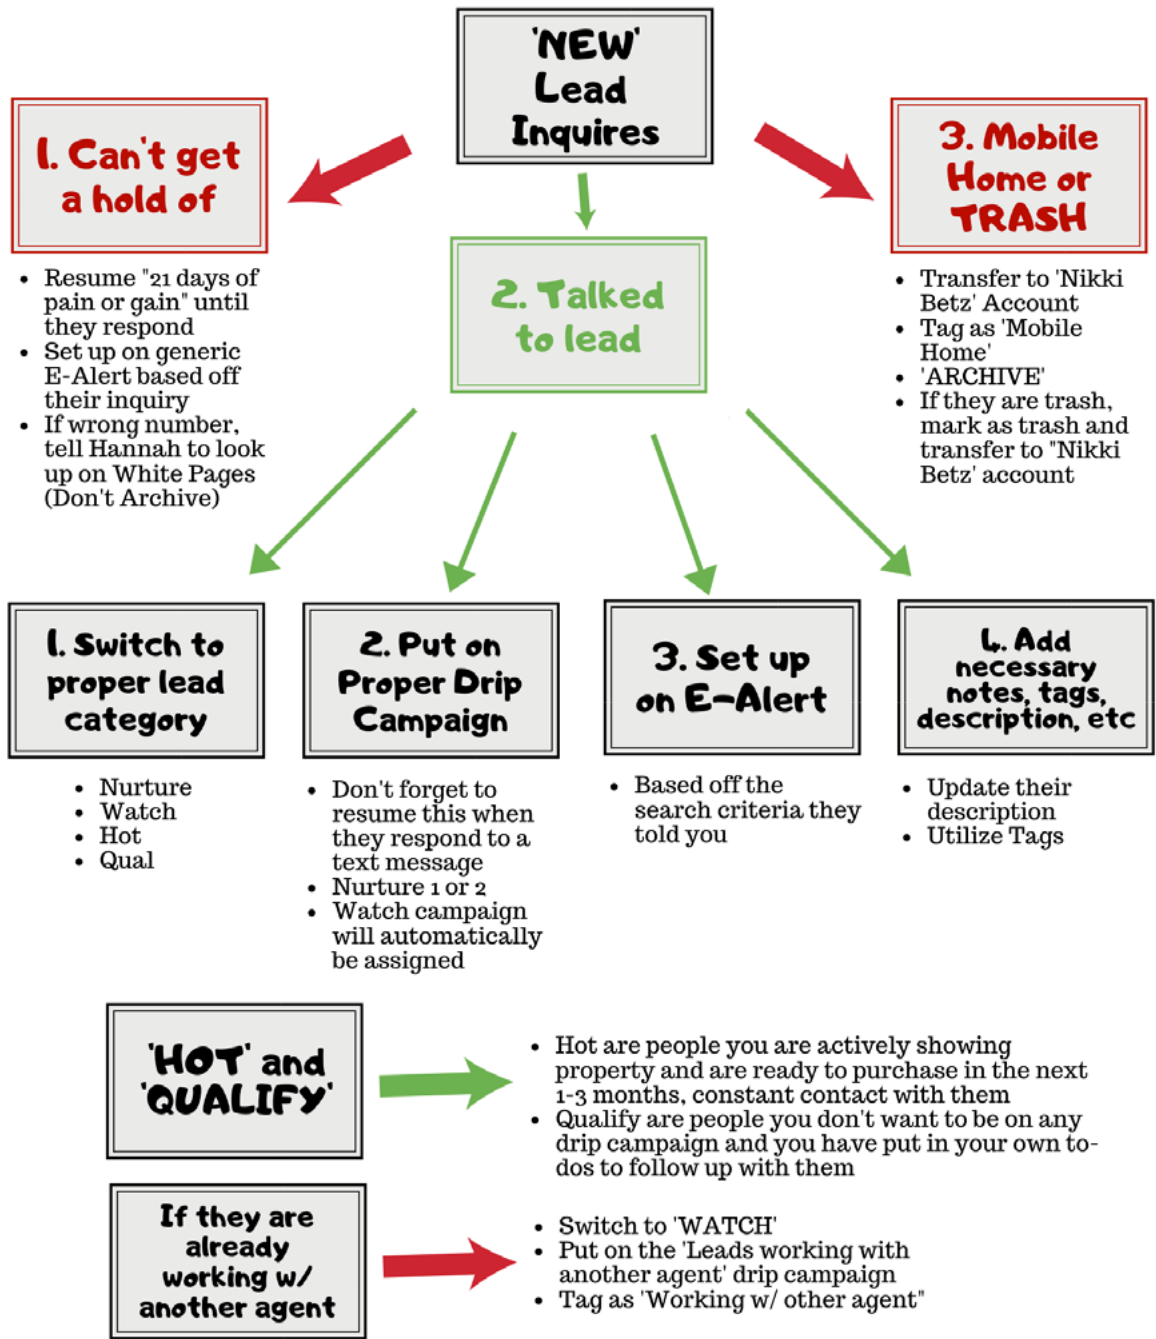 'NEW'
Lead
Inquires
1. Can't get
a hold of
• Resume "21 days of
pain or gain" until
they respond
• Set up on generic
E-Alert based off
their inquiry
• If wrong number,
tell Hannah to look
up on White Pages
(Don't Archive)
2. Talked
to lead
3. Mobile
Home or
TRASH
• Transfer to 'Nikki
Betz' Account
• Tag as 'Mobile
Home'
• 'ARCHIVE'
• If they are trash,
mark as trash and
transfer to "Nikki
Betz' account
1. Switch to
proper lead
category
• Nurture
• Watch
• Hot
• Qual
2. Put on
Proper Drip
Campaign
• Don't forget to
resume this when
they respond to a
text message
• Nurture 1 or 2
• Watch campaign
will automatically
be assigned
3. Set up
on E-Alert
• Based off the
search criteria they
told you
4. Add
necessary
notes, tags,
description, etc
• Update their
description
• Utilize Tags
'HOT' and
'QUALIFY'
• Hot are people you are actively showing
property and are ready to purchase in the next
1-3 months, constant contact with them
• Qualify are people you don't want to be on any
drip campaign and you have put in your own to-
dos to follow up with them
If they are
already
working w/
another agent
• Switch to 'WATCH'
• Put on the 'Leads working with
another agent' drip campaign
• Tag as 'Working w/ other agent"